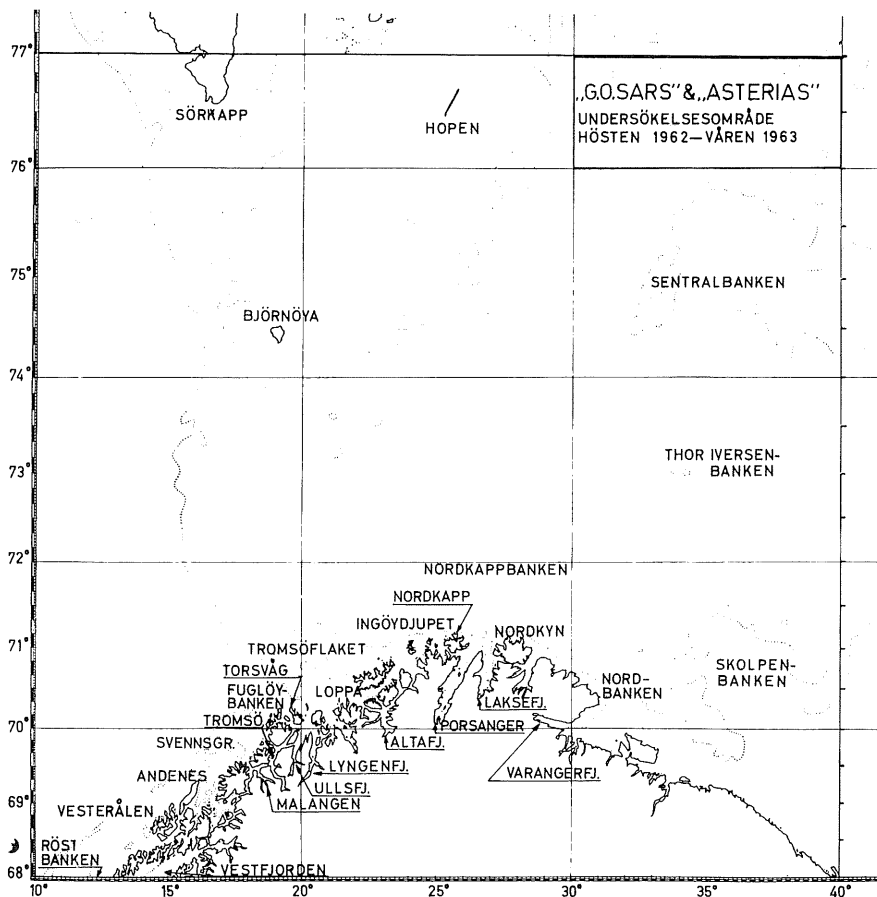 77°
„G.O.SARS"&„ASTERIAS"
UNDERSÖKELSESOMRÅDE
HÖSTEN 1962—VÅREN 1963
SÖRKAPP
HOPEN
76°
75°
SENTRALBANKEN
BJÖRNÖYA
74°
THOR IVERSEN-
BANKEN
73°
72°
NORDKAPPBANKEN
NORDKAPP
INGÖYDJUPET
NORDKYN
71°
TROMSÖFLAKET
TORSVÅG
FUGLÖY-
BANKEN
LOPPA
NORD-
BANKEN
SKOLPEN-
BANKEN
LAKSEFJ.
TROMSÖ
PORSANGER
70°
SVENNSGR.
ALTAFJ.
LYNGENFJ.
VARANGERFJ.
ANDENES
ULLSFJ.
MALANGEN
69°
VESTERÅLEN
RÖST
BANKEN
VESTFJORDEN
68°
10° 15° 20° 25° 30° 35° 40°